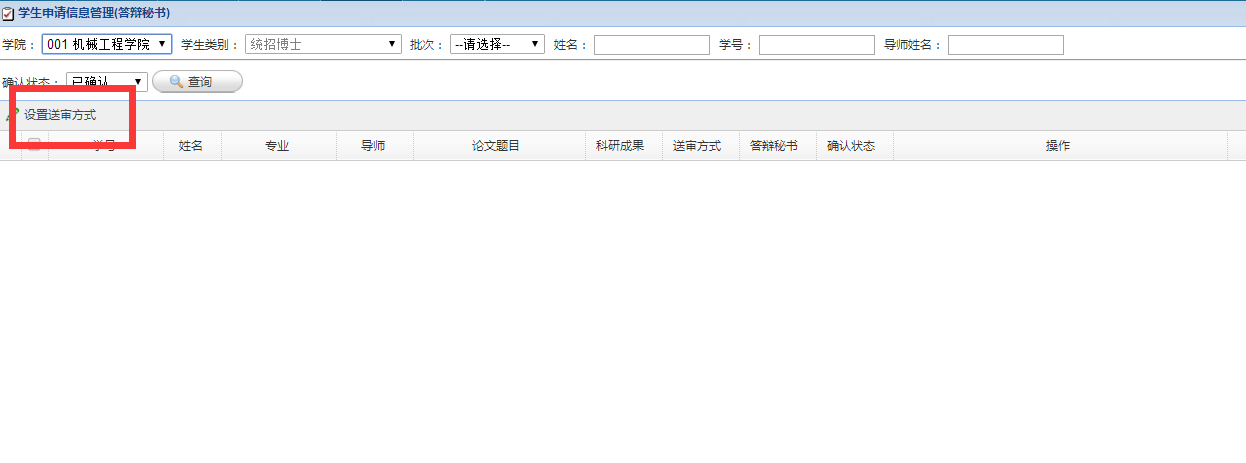 学生申请信息管理(答辩秘书)
学院： 001 机械工程学院 学生类别： 统招博士 批次： --请选择-- 姓名： 学号： 导师姓名：
确认状态： 已确认 查询
设置送审方式
学号 姓名 专业 导师 论文题目 科研成果 送审方式 答辩秘书 确认状态 操作